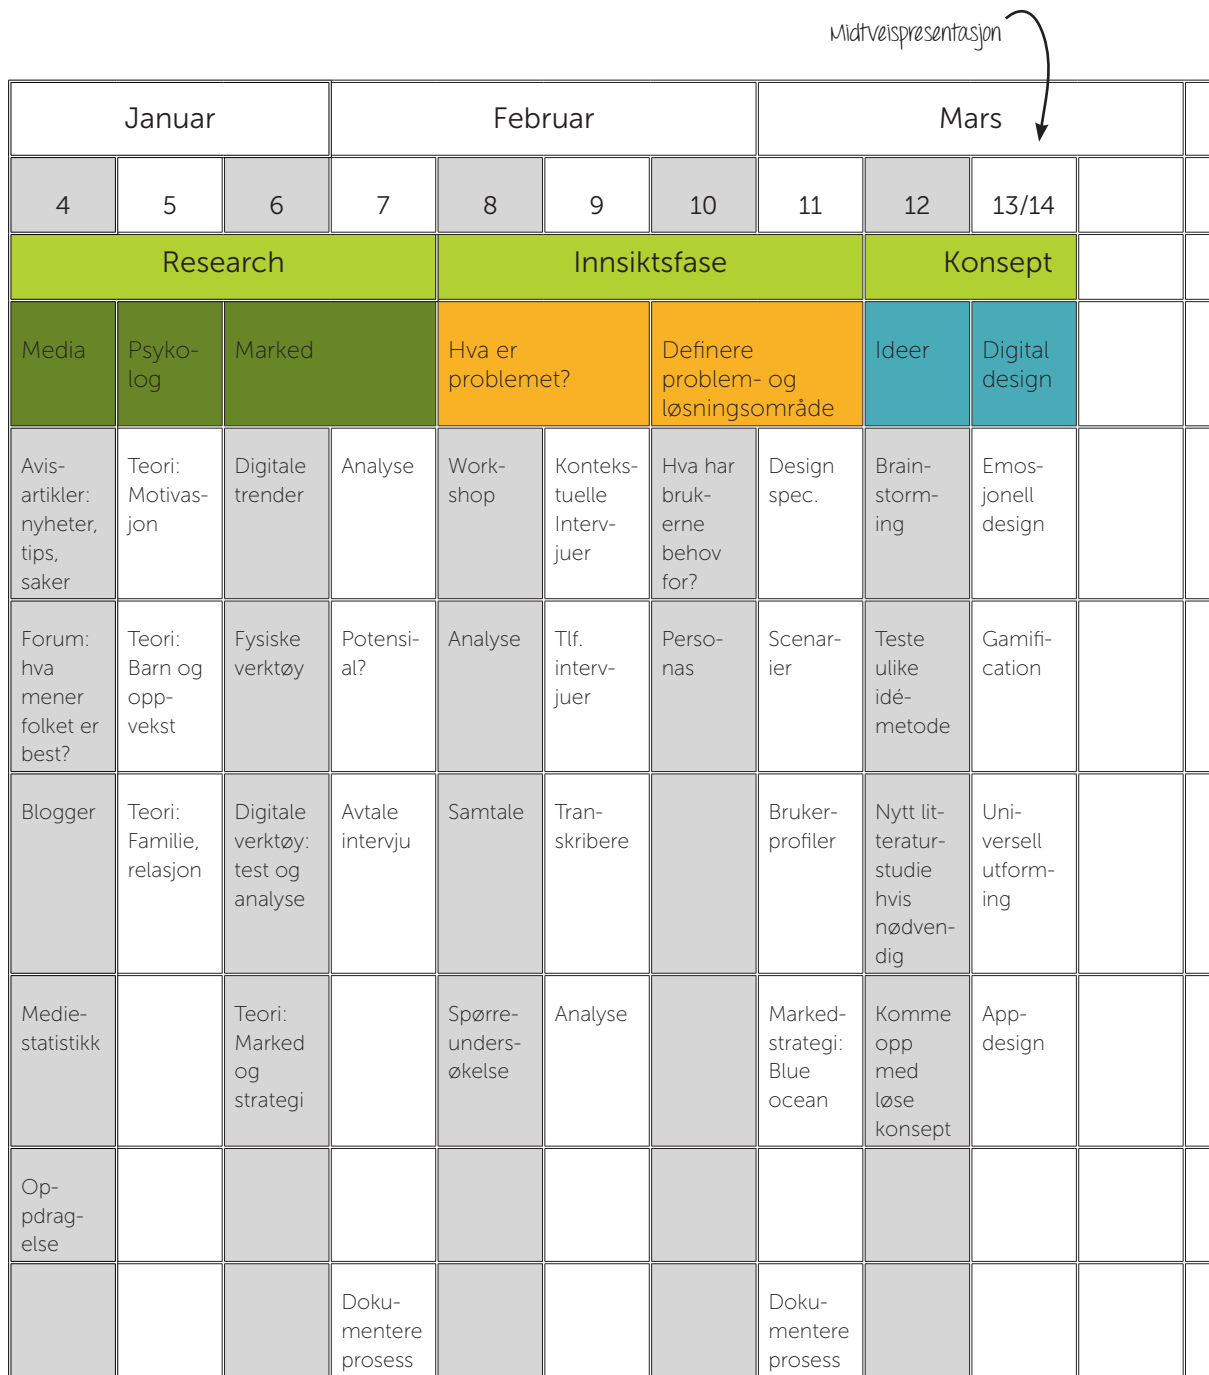 Midtveispresentasjon
Januar
Februar
Mars
4
5
6
7
8
9
10
11
12
13/14
Research
Innsiktsfase
Konsept
Media
Psyko-
log
Marked
Hva er
problemet?
Definere
problem- og
løsningsområde
Ideer
Digital
design
Avis-
artikler:
nyheter,
tips,
saker
Teori:
Motivas-
jon
Digitale
trender
Analyse
Work-
shop
Konteks-
tuelle
Interv-
juer
Hva har
bruk-
erne
behov
for?
Design
spec.
Brain-
storm-
ing
Emos-
jonell
design
Forum:
hva
mener
folket er
best?
Teori:
Barn og
opp-
vekst
Fysiske
verktøy
Potensi-
al?
Analyse
Tlf.
interv-
juer
Perso-
nas
Scenar-
ier
Teste
ulike
idé-
metode
Gamifi-
cation
Blogger
Teori:
Familie,
relasjon
Digitale
verktøy:
test og
analyse
Avtale
intervju
Samtale
Tran-
skribere
Bruker-
profiler
Nytt lit-
teratur-
studie
hvis
nødven-
dig
Uni-
versell
utform-
ing
Medie-
statistikk
Teori:
Marked
og
strategi
Spørre-
unders-
økelse
Analyse
Marked-
strategi:
Blue
ocean
Komme
opp
med
løse
konsept
App-
design
Op-
pdrag-
else
Doku-
mentere
prosess
Doku-
mentere
prosess